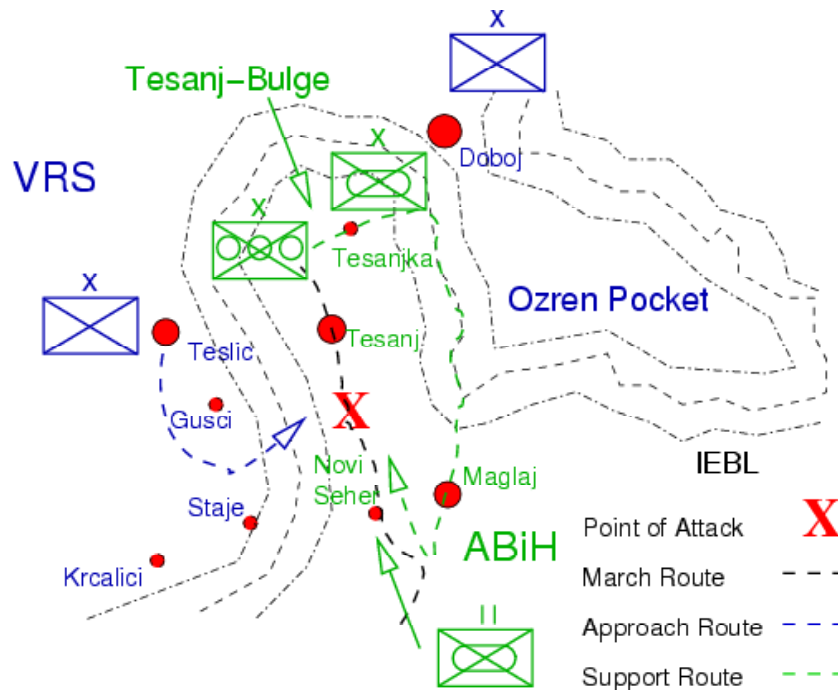 X
Tesanj-Bulge
X
Doboj
VRS
X
Tesanjka
X
Ozren Pocket
Teslic
Tesanj
Gusci
X
IEBL
Novi
Seher
Maglaj
Staje
ABiH
Krcalici
II
Point of Attack X
March Route
Approach Route
Support Route